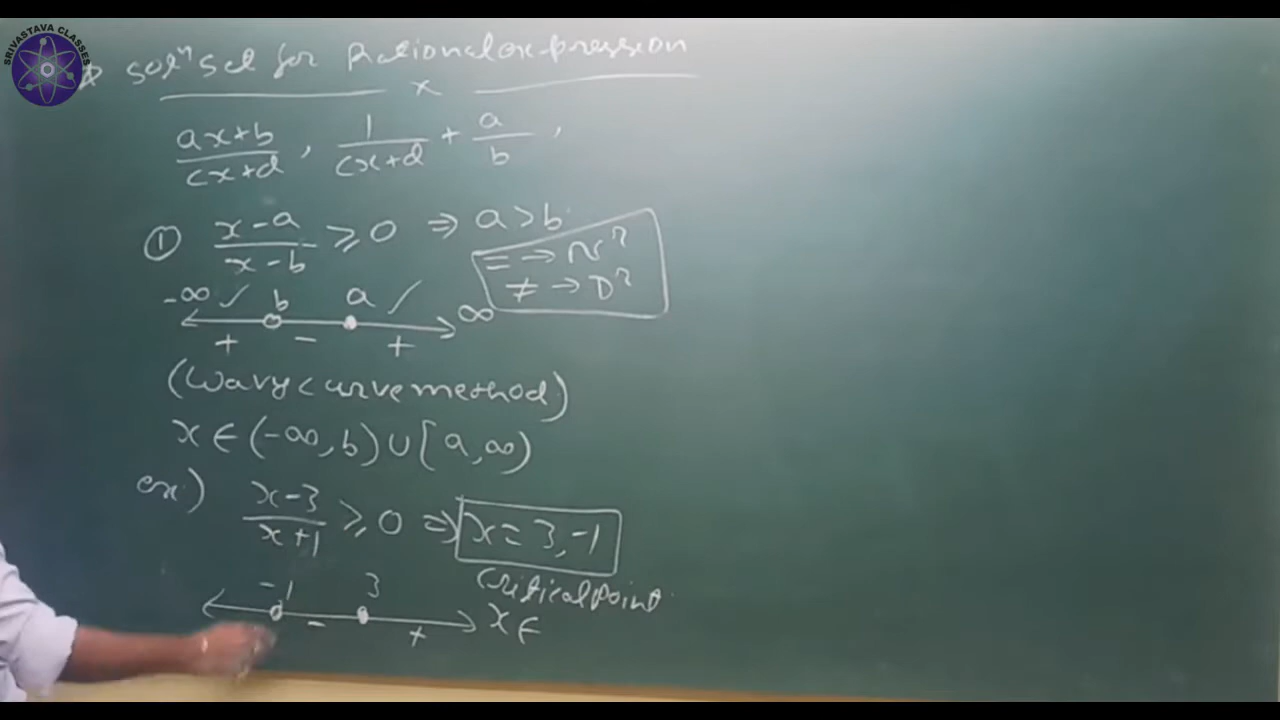 SRIVASTAVA CLASSES
solⁿ set for Rational expression
x
(ax+b)/(cx+d), 1/(cx+d) + a/b,
① (x-a)/(x-b) ≥ 0 ⇒ a>b
= → Nʳ
≠ → Dʳ
-∞ ✓ b a ✓ ∞
+ - +
(Wavy curve method)
x ∈ (-∞, b) ∪ [a, ∞)
ex.) (x-3)/(x+1) ≥ 0 ⇒ x = 3, -1
critical point
-1 3
- + x ∈